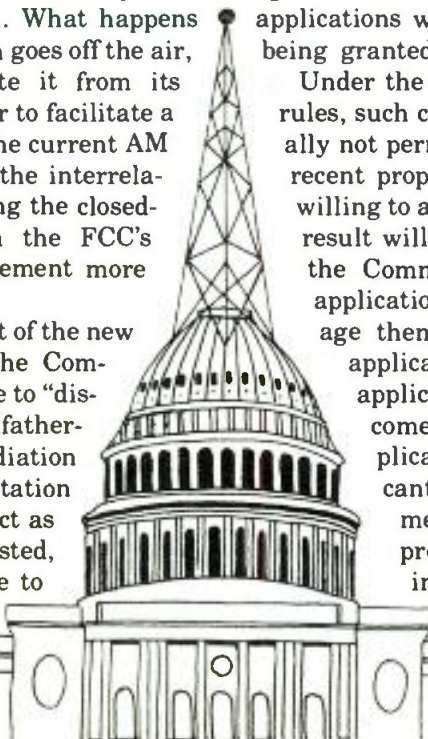 . What happens
goes off the air,
te it from its
r to facilitate a
he current AM
the interrela-
ng the closed-
the FCC's
ement more
t of the new
he Com-
e to “dis-
father-
diation
tation
ct as
sted,
e to
applications w
being granted
Under the
rules, such c
ally not per
recent prop
willing to a
result will
the Comm
applicatio
age them
applica
applic
come
plica
cant
me
pr
in